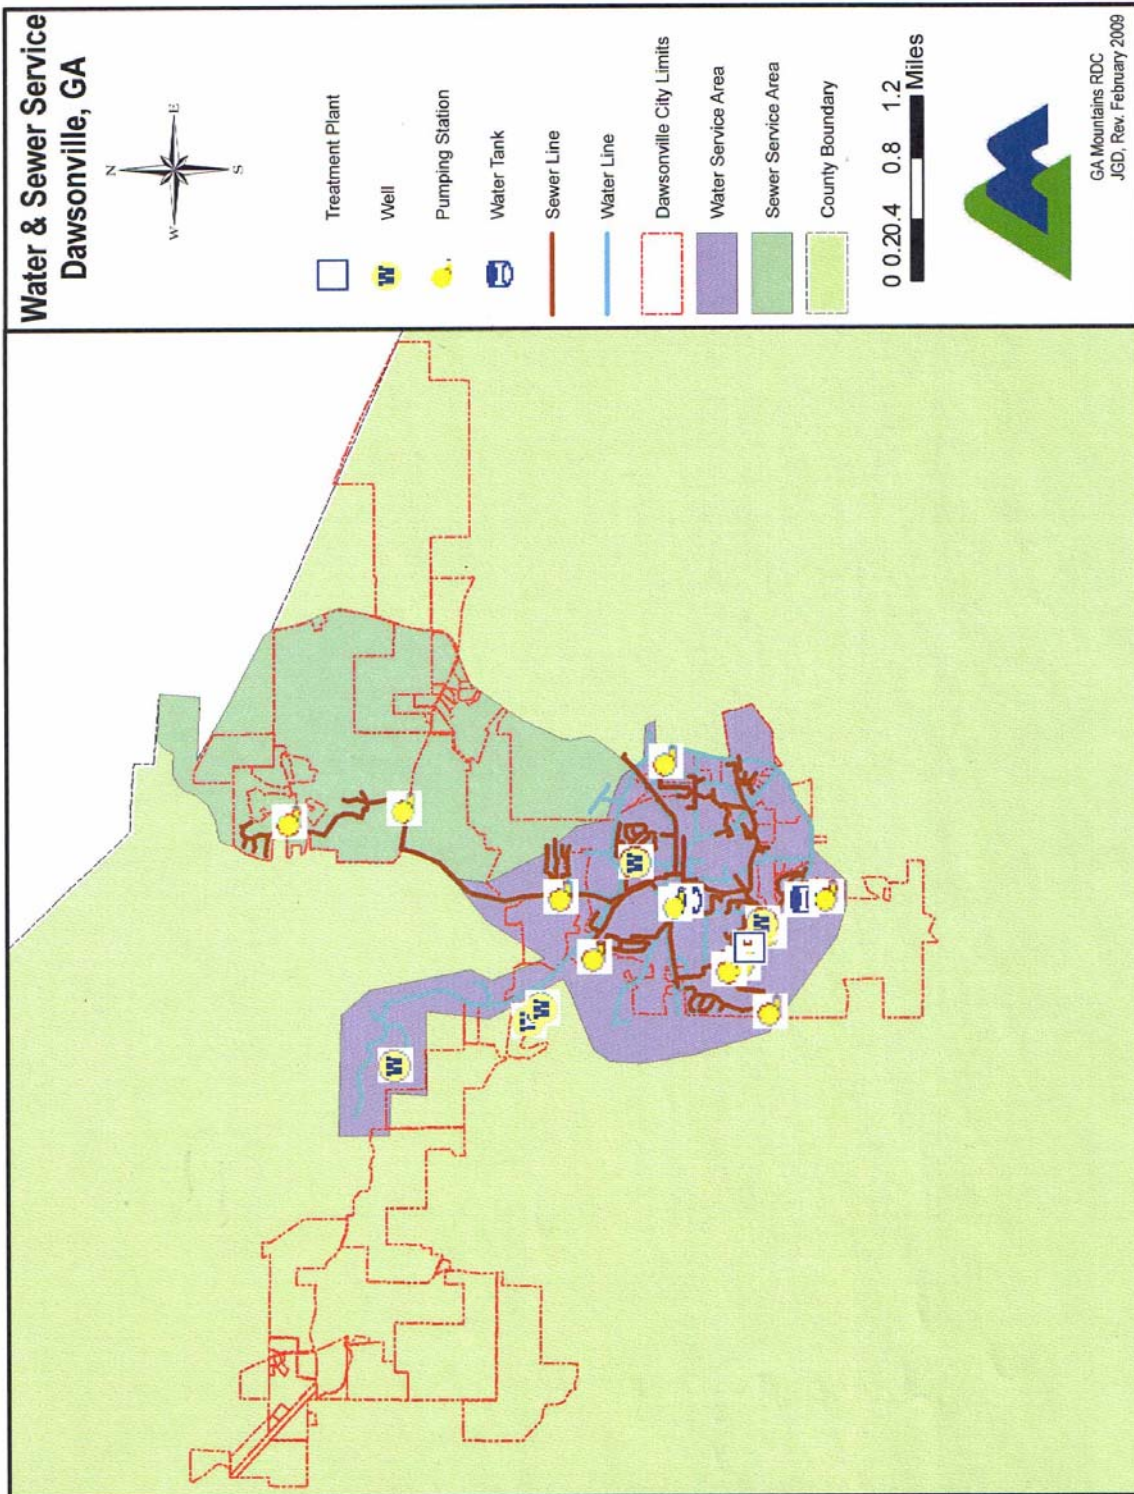 Water & Sewer Service
Dawsonville, GA
N
W
E
S
Treatment Plant
W
Well
Pumping Station
Water Tank
Sewer Line
Water Line
Dawsonville City Limits
Water Service Area
Sewer Service Area
County Boundary
0 0.20.4 0.8 1.2
Miles
GA Mountains RDC
JGD, Rev. February 2009
W
W
W
W